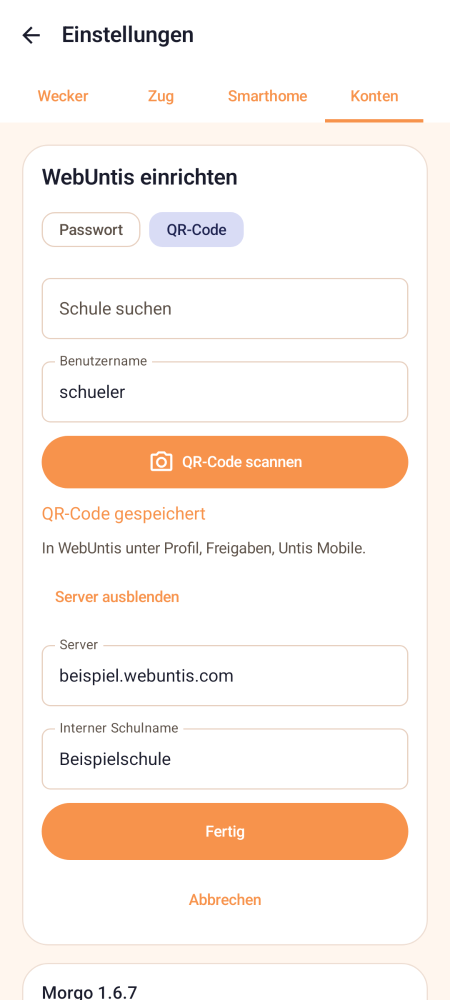 Einstellungen
Wecker
Zug
Smarthome
Konten
WebUntis einrichten
Passwort
QR-Code
Schule suchen
Benutzername
schueler
QR-Code scannen
QR-Code gespeichert
In WebUntis unter Profil, Freigaben, Untis Mobile.
Server ausblenden
Server
beispiel.webuntis.com
Interner Schulname
Beispielschule
Fertig
Abbrechen
Morgo 1.6.7